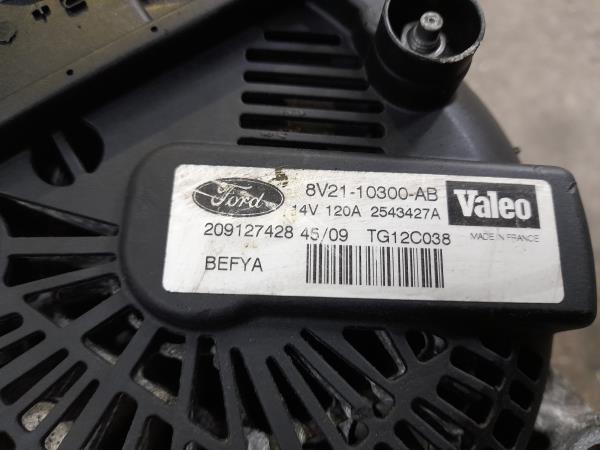 Ford 8V21-10300-AB Valeo
14V 120A 2543427A
209127428 45/09 TG12C038 MADE IN FRANCE
BEFYA